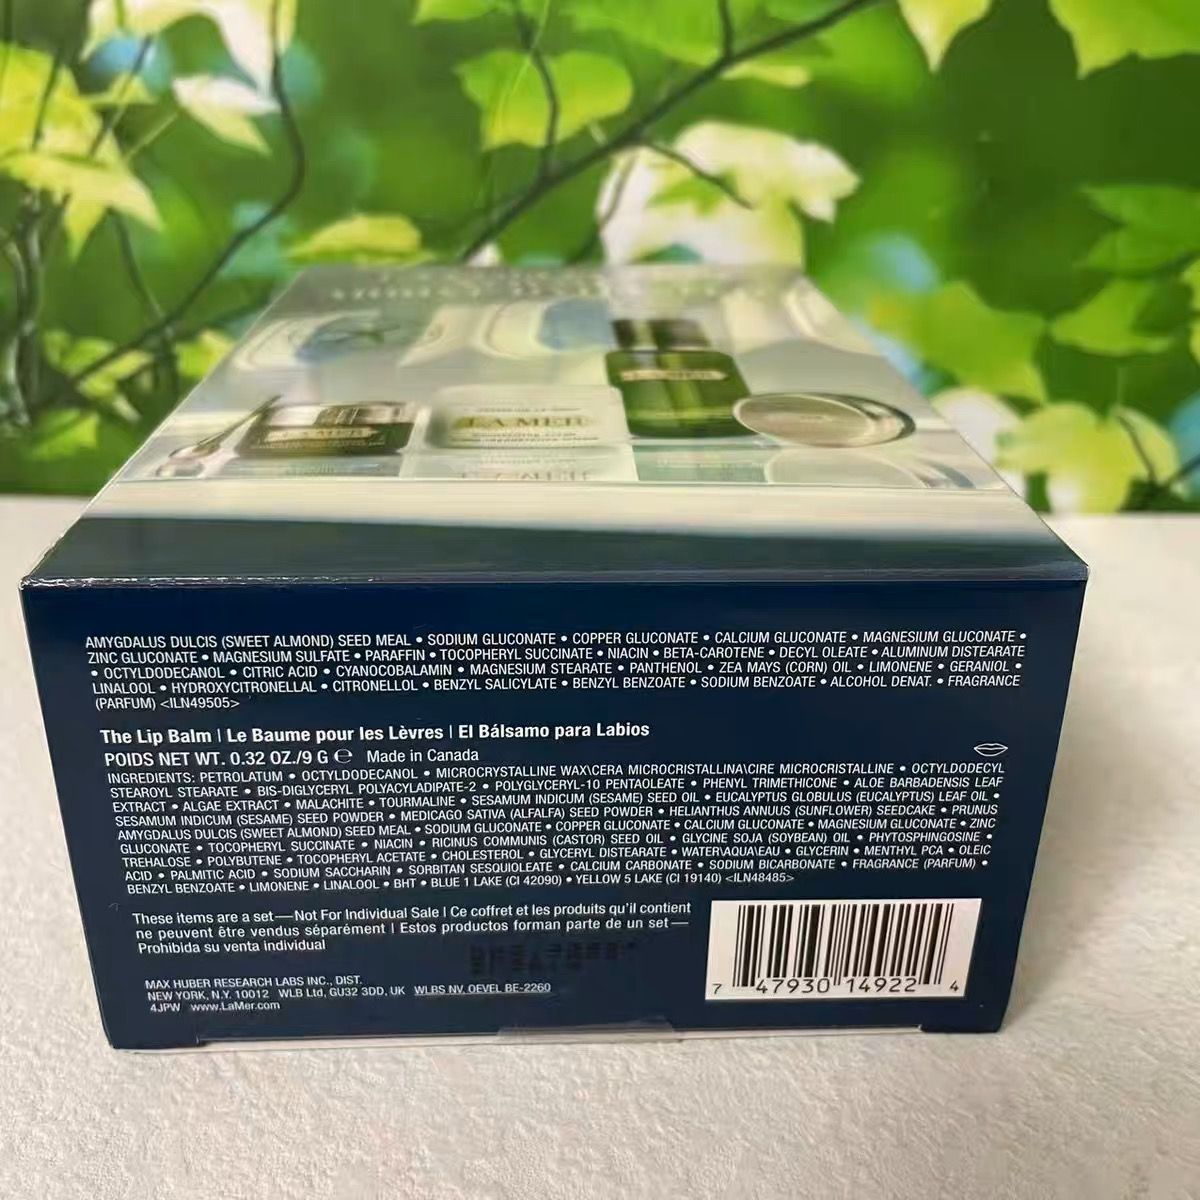 LA MER
LA MER
LA MER
AMYGDALUS DULCIS (SWEET ALMOND) SEED MEAL • SODIUM GLUCONATE • COPPER GLUCONATE • CALCIUM GLUCONATE • MAGNESIUM GLUCONATE •
ZINC GLUCONATE • MAGNESIUM SULFATE • PARAFFIN • TOCOPHERYL SUCCINATE • NIACIN • BETA-CAROTENE • DECYL OLEATE • ALUMINUM DISTEARATE
• OCTYLDODECANOL • CITRIC ACID • CYANOCOBALAMIN • MAGNESIUM STEARATE • PANTHENOL • ZEA MAYS (CORN) OIL • LIMONENE • GERANIOL •
LINALOOL • HYDROXYCITRONELLAL • CITRONELLOL • BENZYL SALICYLATE • BENZYL BENZOATE • SODIUM BENZOATE • ALCOHOL DENAT. • FRAGRANCE
(PARFUM) <ILN49505>
The Lip Balm | Le Baume pour les Lèvres | El Bálsamo para Labios
POIDS NET WT. 0.32 OZ./9 G ℮ Made in Canada
INGREDIENTS: PETROLATUM • OCTYLDODECANOL • MICROCRYSTALLINE WAX\CERA MICROCRISTALLINA\CIRE MICROCRISTALLINE • OCTYLDODECYL
STEAROYL STEARATE • BIS-DIGLYCERYL POLYACYLADIPATE-2 • POLYGLYCERYL-10 PENTAOLEATE • PHENYL TRIMETHICONE • ALOE BARBADENSIS LEAF
EXTRACT • ALGAE EXTRACT • MALACHITE • TOURMALINE • SESAMUM INDICUM (SESAME) SEED OIL • EUCALYPTUS GLOBULUS (EUCALYPTUS) LEAF OIL •
SESAMUM INDICUM (SESAME) SEED POWDER • MEDICAGO SATIVA (ALFALFA) SEED POWDER • HELIANTHUS ANNUUS (SUNFLOWER) SEEDCAKE • PRUNUS
AMYGDALUS DULCIS (SWEET ALMOND) SEED MEAL • SODIUM GLUCONATE • COPPER GLUCONATE • CALCIUM GLUCONATE • MAGNESIUM GLUCONATE • ZINC
GLUCONATE • TOCOPHERYL SUCCINATE • NIACIN • RICINUS COMMUNIS (CASTOR) SEED OIL • GLYCINE SOJA (SOYBEAN) OIL • PHYTOSPHINGOSINE •
TREHALOSE • POLYBUTENE • TOCOPHERYL ACETATE • CHOLESTEROL • GLYCERYL DISTEARATE • WATER\AQUA\EAU • GLYCERIN • MENTHYL PCA • OLEIC
ACID • PALMITIC ACID • SODIUM SACCHARIN • SORBITAN SESQUIOLEATE • CALCIUM CARBONATE • SODIUM BICARBONATE • FRAGRANCE (PARFUM) •
BENZYL BENZOATE • LIMONENE • LINALOOL • BHT • BLUE 1 LAKE (CI 42090) • YELLOW 5 LAKE (CI 19140) <ILN48485>
These items are a set—Not For Individual Sale | Ce coffret et les produits qu'il contient
ne peuvent être vendus séparément | Estos productos forman parte de un set—
Prohibida su venta individual
MAX HUBER RESEARCH LABS INC., DIST.
NEW YORK, N.Y. 10012 WLB Ltd, GU32 3DD, UK WLBS NV, OEVEL BE-2260
4JPW www.LaMer.com
7 47930 14922 4